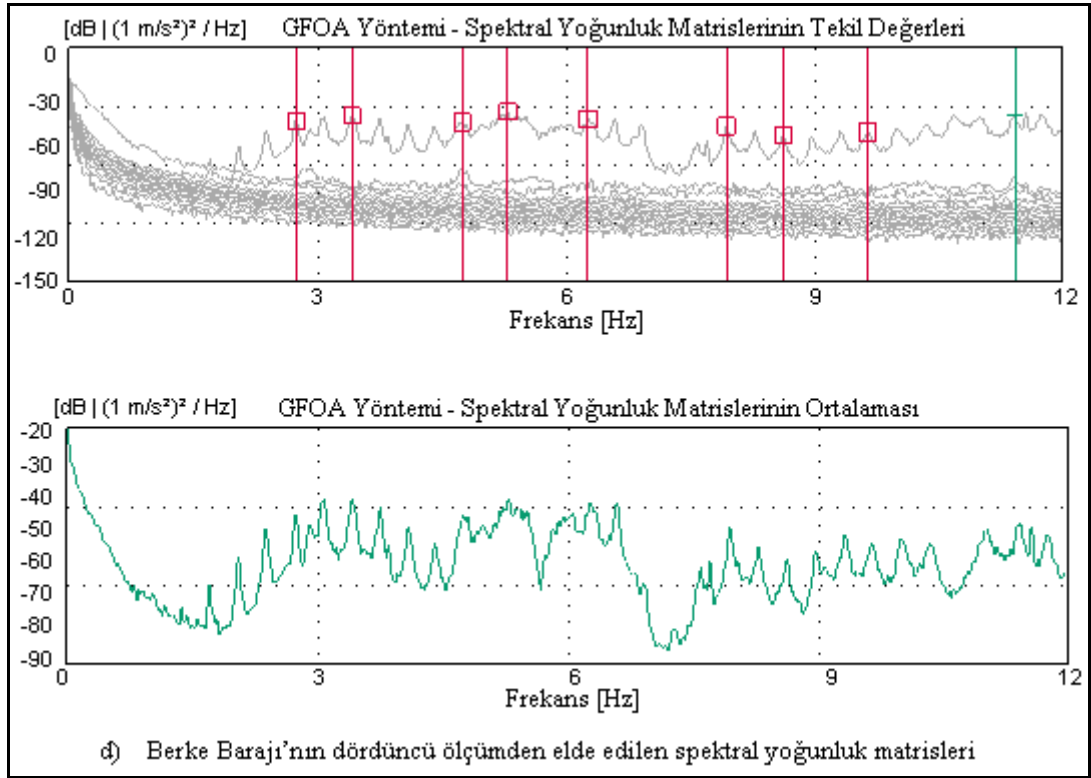 [dB | (1 m/s²)² / Hz] GFOA Yöntemi - Spektral Yoğunluk Matrislerinin Tekil Değerleri
0
-30
-60
-90
-120
-150
0 3 6 9 12
Frekans [Hz]
[dB | (1 m/s²)² / Hz] GFOA Yöntemi - Spektral Yoğunluk Matrislerinin Ortalaması
-20
-30
-40
-50
-60
-70
-80
-90
0 3 6 9 12
Frekans [Hz]
d) Berke Barajı'nın dördüncü ölçümden elde edilen spektral yoğunluk matrisleri